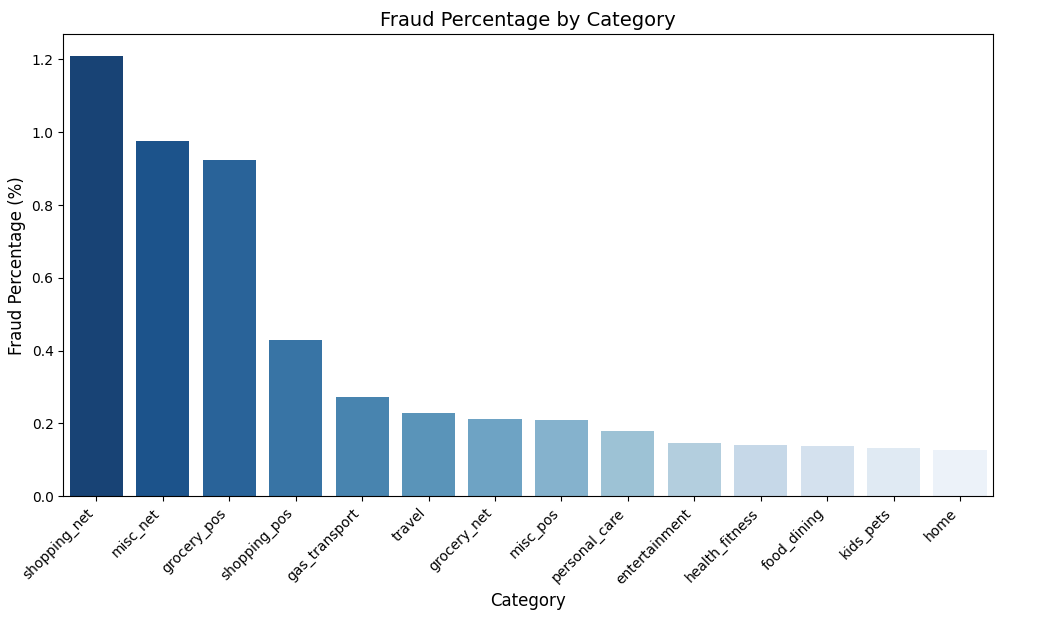 Fraud Percentage by Category
Fraud Percentage (%)
1.2
1.0
0.8
0.6
0.4
0.2
0.0
shopping_net
misc_net
grocery_pos
shopping_pos
gas_transport
travel
grocery_net
misc_pos
personal_care
entertainment
health_fitness
food_dining
kids_pets
home
Category